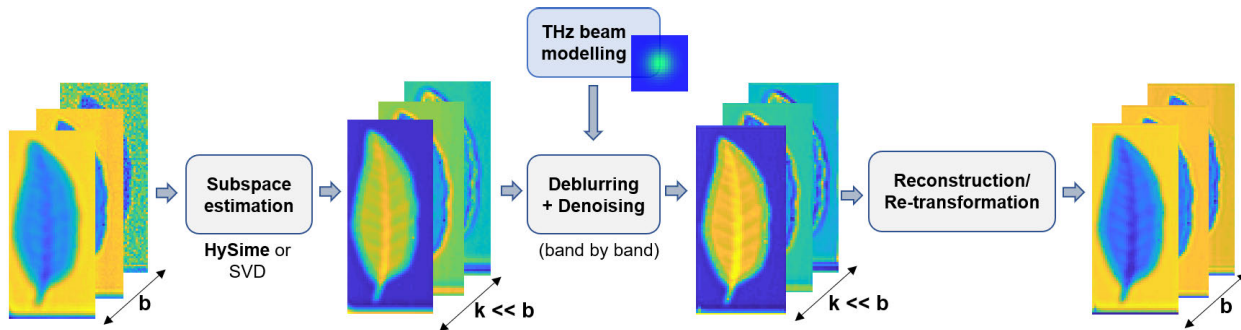 THz beam
modelling
Subspace
estimation
HySime or
SVD
Deblurring
+ Denoising
(band by band)
Reconstruction/
Re-transformation
b
k << b
k << b
b